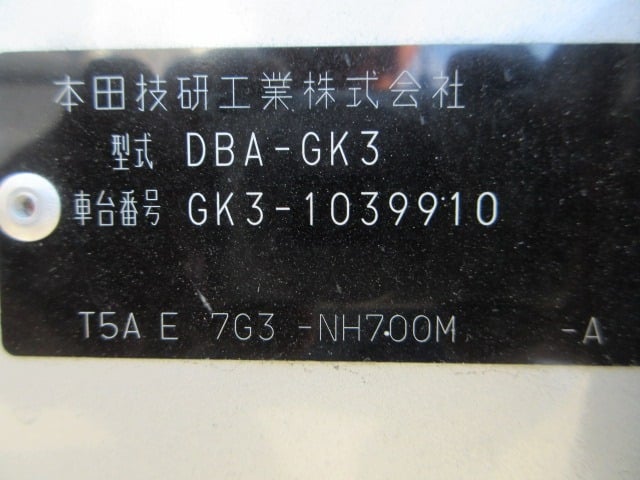 本田技研工業株式会社
型式 DBA-GK3
車台番号 GK3-1039910
T5A E 7G3 -NH700M -A